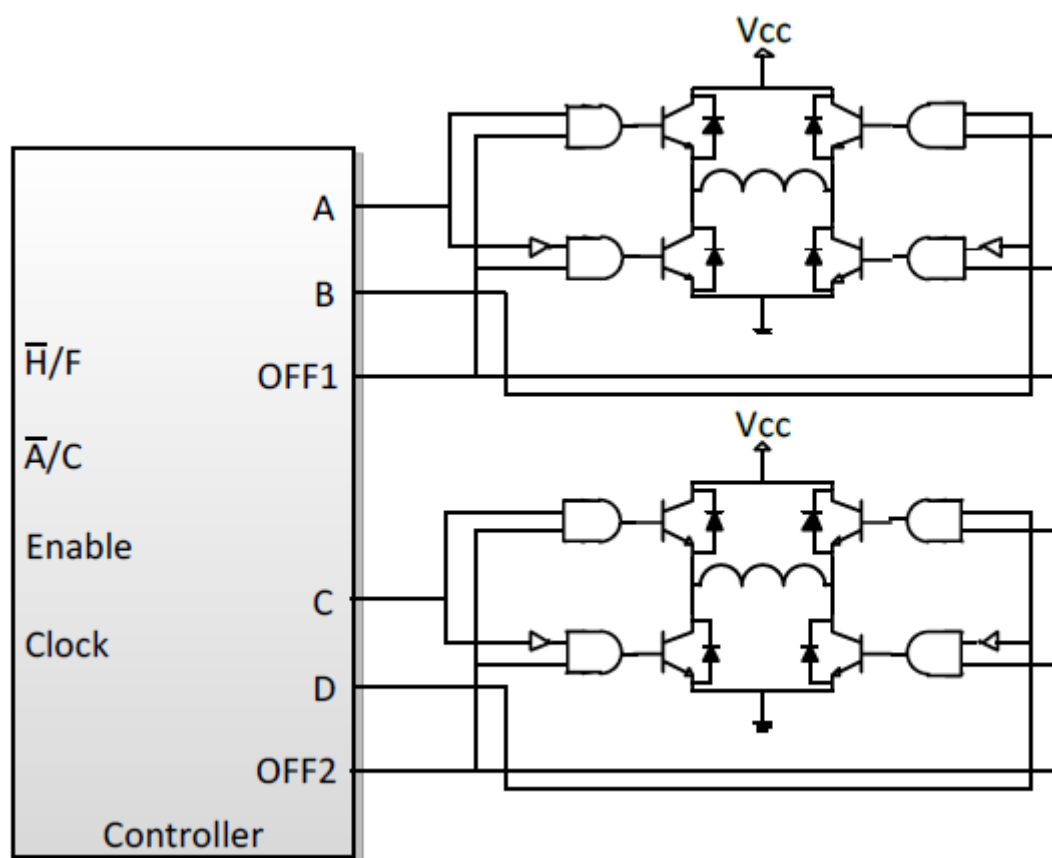 Vcc
A
B
H̅/F
OFF1
A̅/C
Vcc
Enable
C
Clock
D
OFF2
Controller